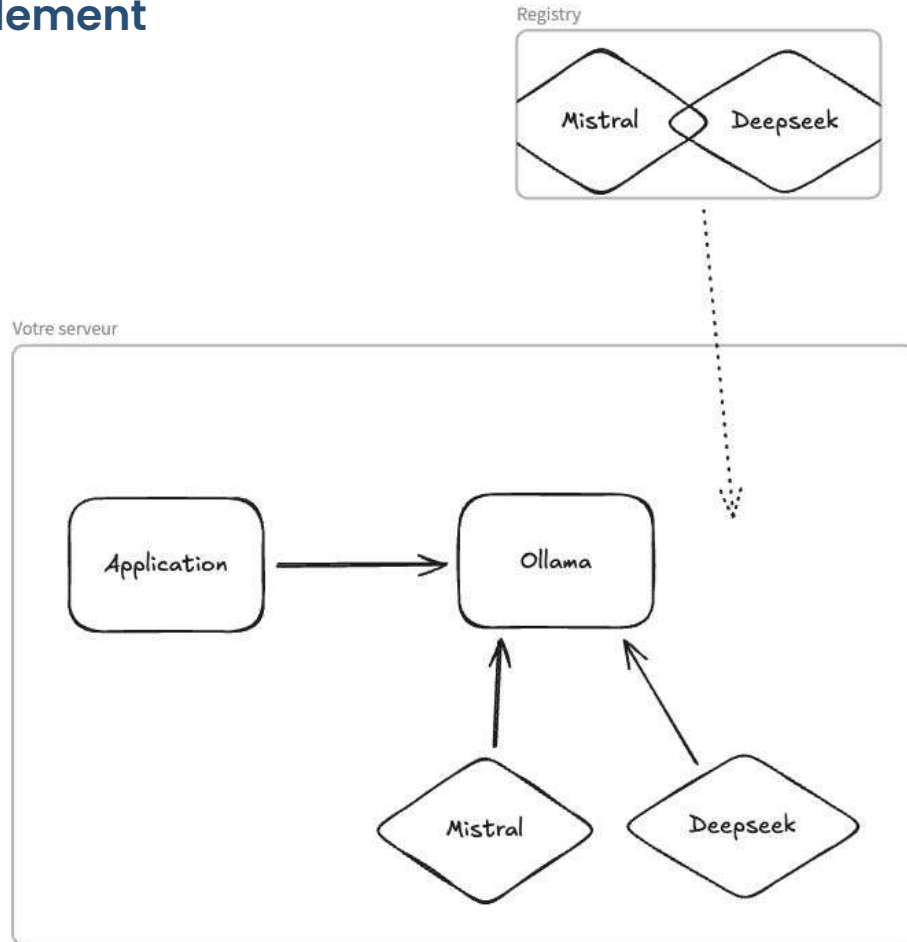 lement
Registry
Mistral
Deepseek
Votre serveur
Application
Ollama
Mistral
Deepseek